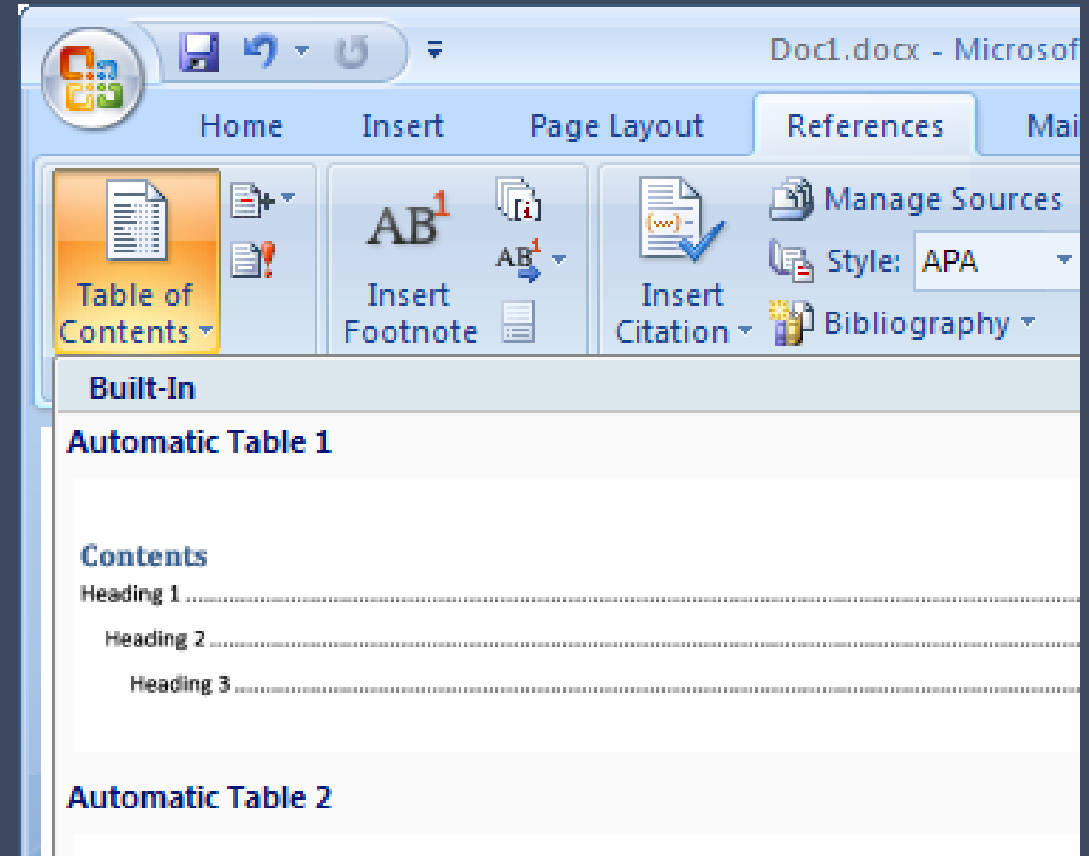 Doc1.docx - Microsof
Home Insert Page Layout References Mai
Table of
Contents
AB1
Insert
Footnote
AB1
Insert
Citation
Manage Sources
Style: APA
Bibliography
Built-In
Automatic Table 1
Contents
Heading 1
Heading 2
Heading 3
Automatic Table 2